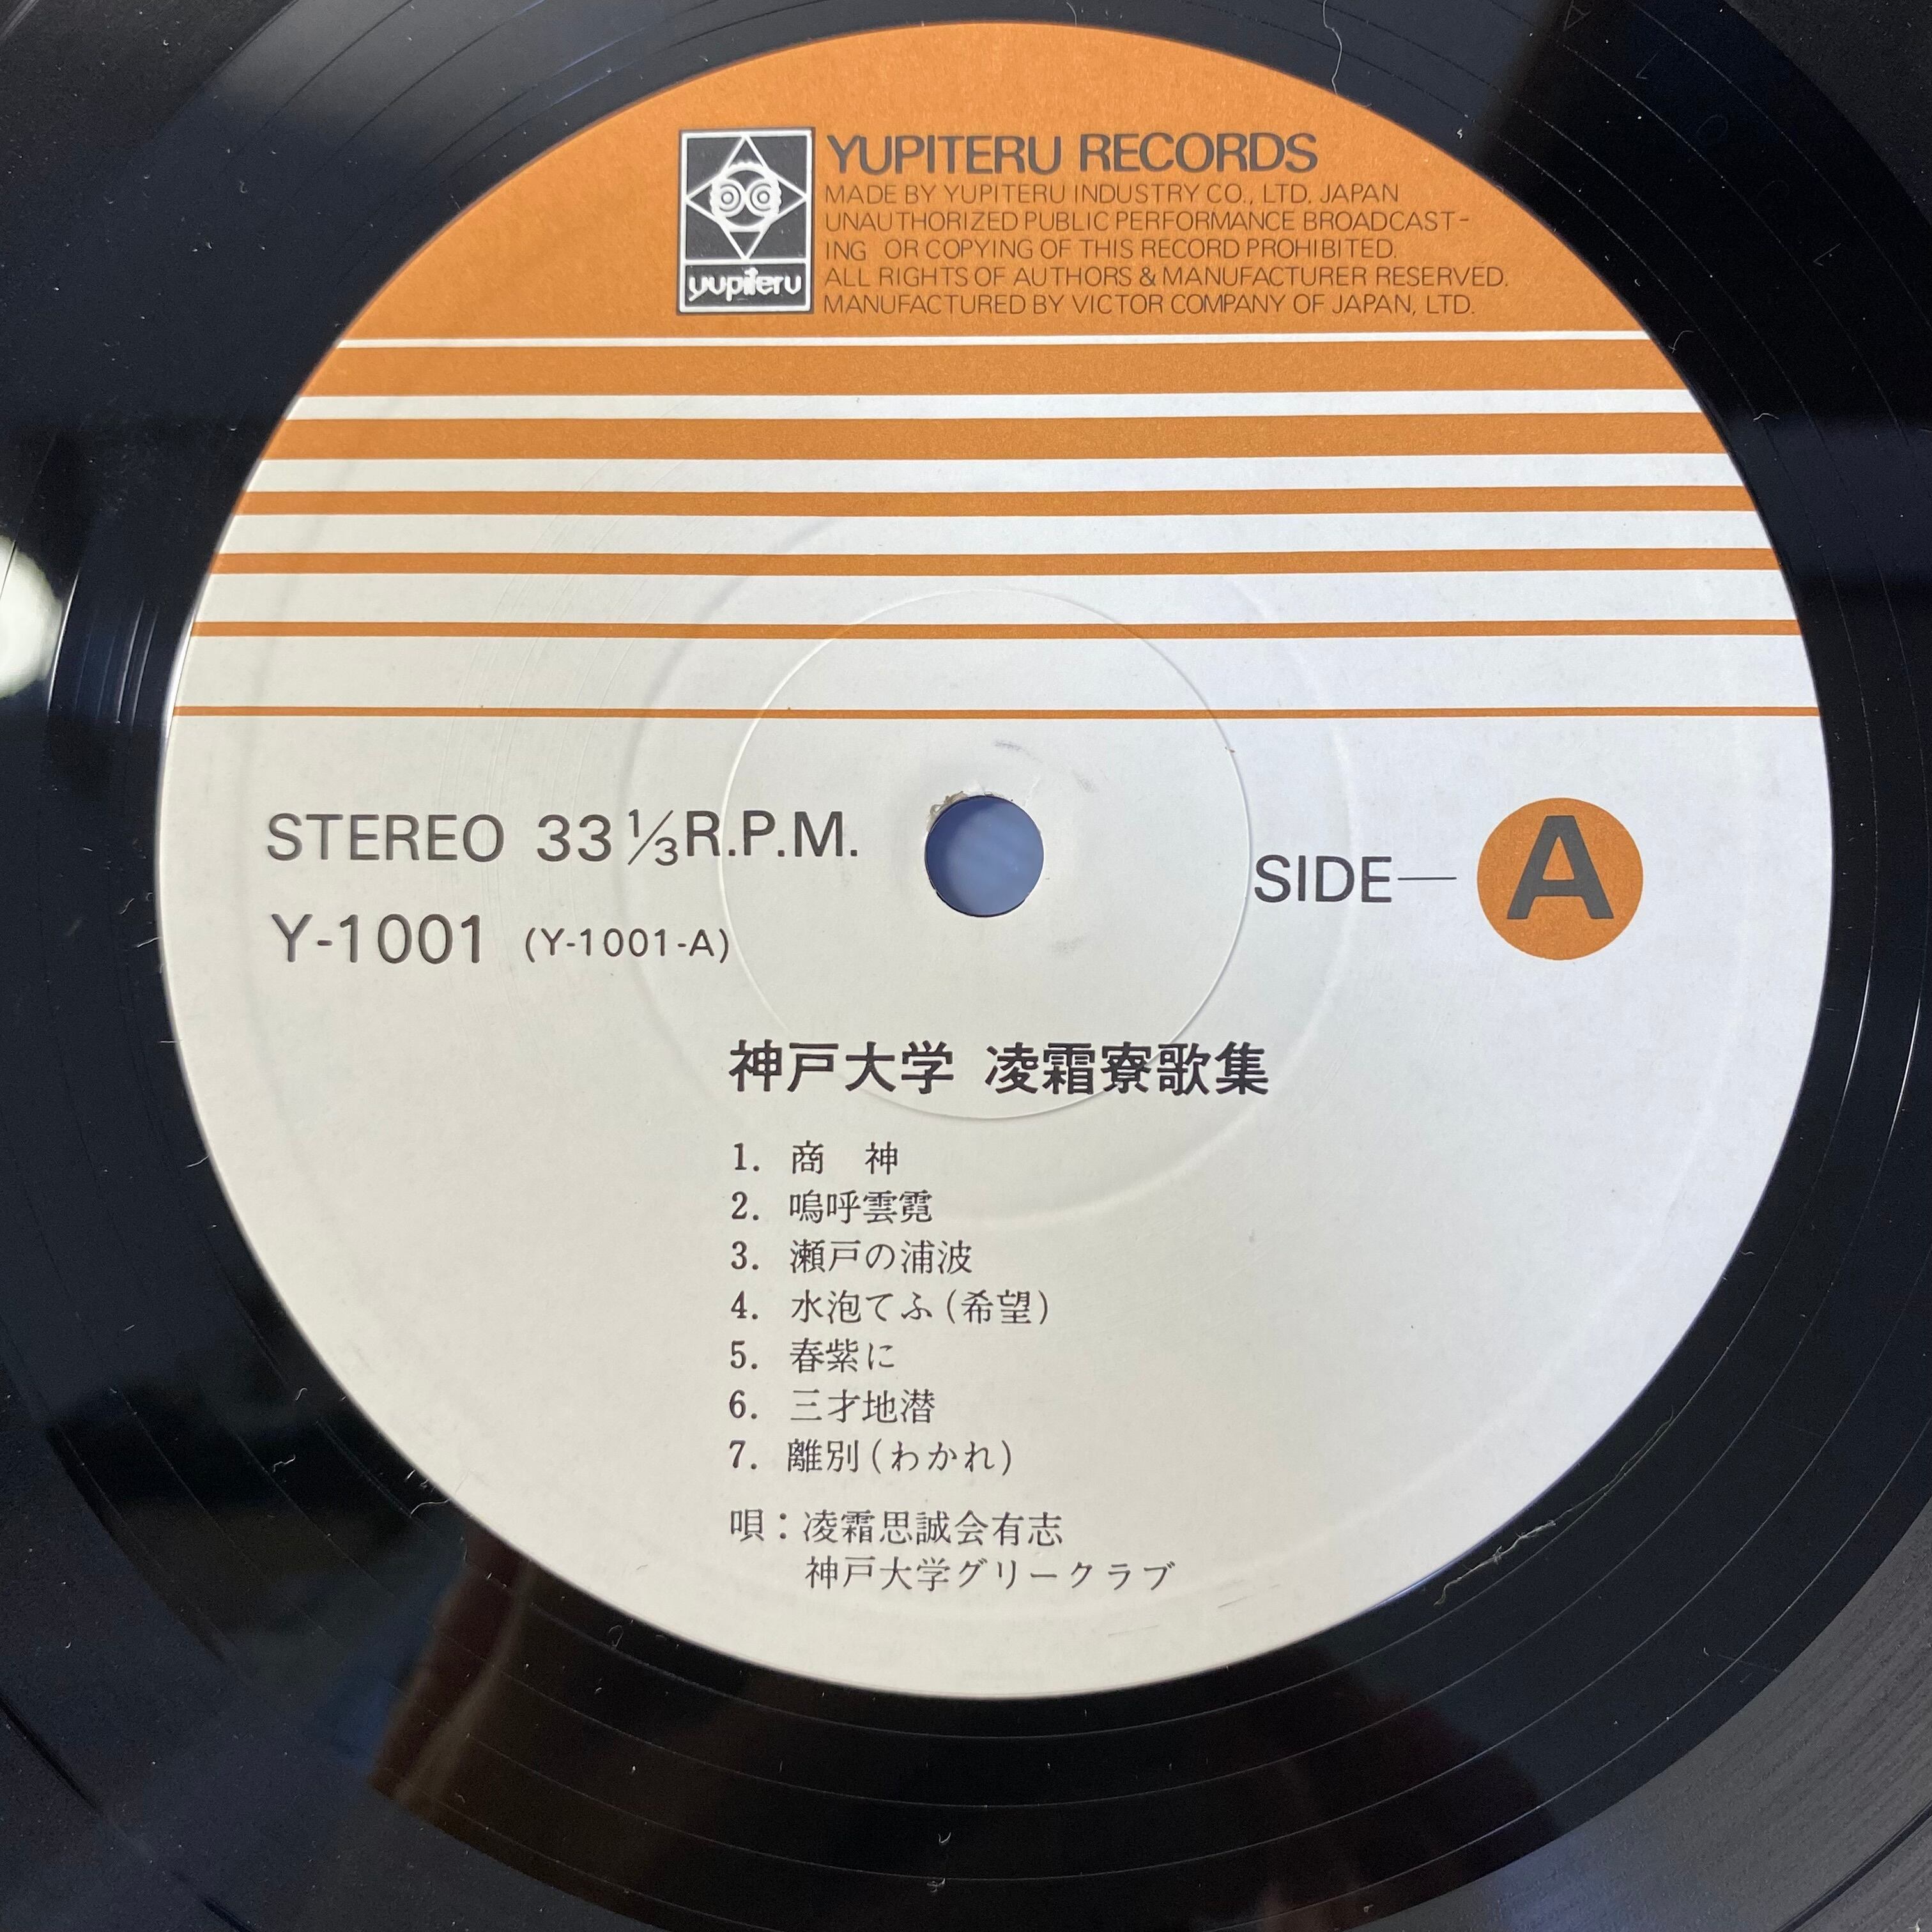 YUPITERU RECORDS
MADE BY YUPITERU INDUSTRY CO., LTD, JAPAN
UNAUTHORIZED PUBLIC PERFORMANCE BROADCAST-
ING OR COPYING OF THIS RECORD PROHIBITED.
ALL RIGHTS OF AUTHORS & MANUFACTURER RESERVED.
MANUFACTURED BY VICTOR COMPANY OF JAPAN, LTD.
yupiteru
STEREO 33 1/3 R.P.M.
SIDE— A
Y-1001 (Y-1001-A)
神戸大学 凌霜寮歌集
1. 商 神
2. 嗚呼雲霓
3. 瀬戸の浦波
4. 水泡てふ(希望)
5. 春紫に
6. 三才地潜
7. 離別(わかれ)
唄:凌霜思誠会有志
神戸大学グリークラブ